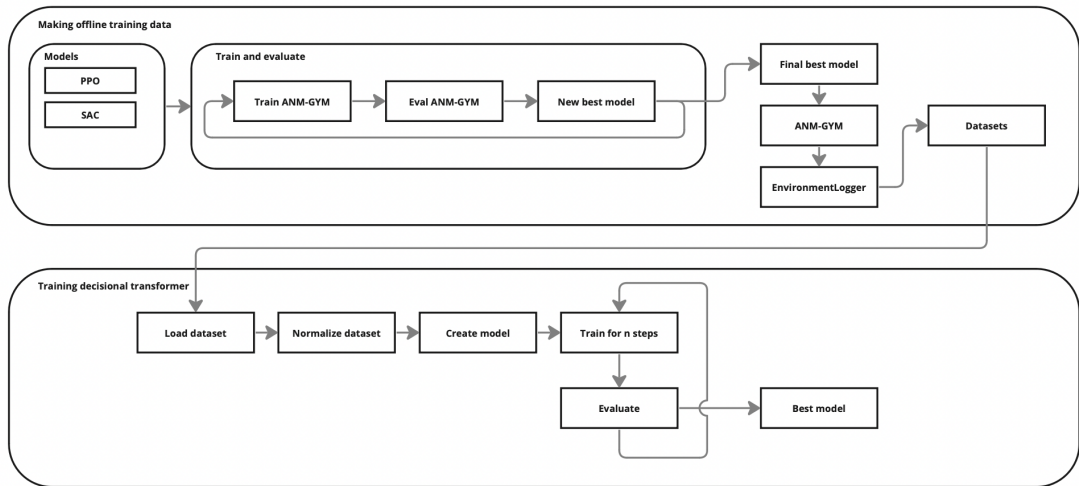 Making offline training data
Models
PPO
SAC
Train and evaluate
Train ANM-GYM
Eval ANM-GYM
New best model
Final best model
ANM-GYM
EnvironmentLogger
Datasets
Training decisional transformer
Load dataset
Normalize dataset
Create model
Train for n steps
Evaluate
Best model